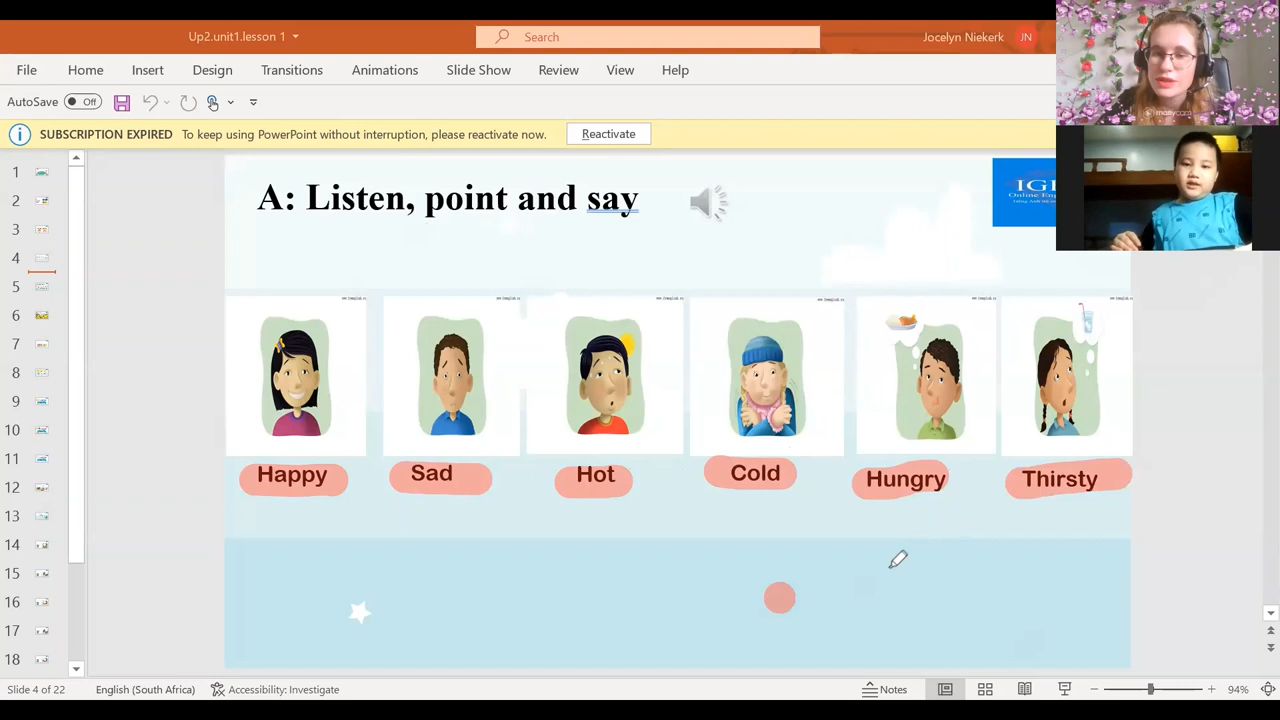 Up2.unit1.lesson 1
Search
Jocelyn Niekerk JN
File Home Insert Design Transitions Animations Slide Show Review View Help
AutoSave Off
SUBSCRIPTION EXPIRED To keep using PowerPoint without interruption, please reactivate now. Reactivate
A: Listen, point and say
Online
Happy Sad Hot Cold Hungry Thirsty
1
2
3
4
5
6
7
8
9
10
11
12
13
14
15
16
17
18
Slide 4 of 22 English (South Africa) Accessibility: Investigate Notes 94%